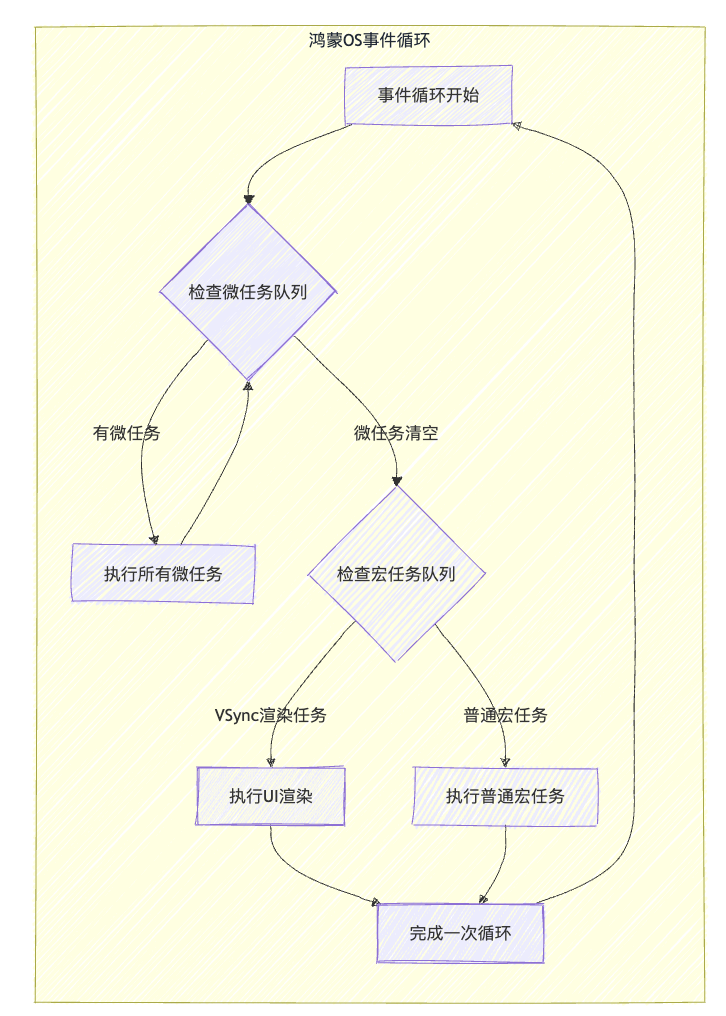 鸿蒙OS事件循环
事件循环开始
检查微任务队列
有微任务
微任务清空
执行所有微任务
检查宏任务队列
VSync渲染任务
普通宏任务
执行UI渲染
执行普通宏任务
完成一次循环